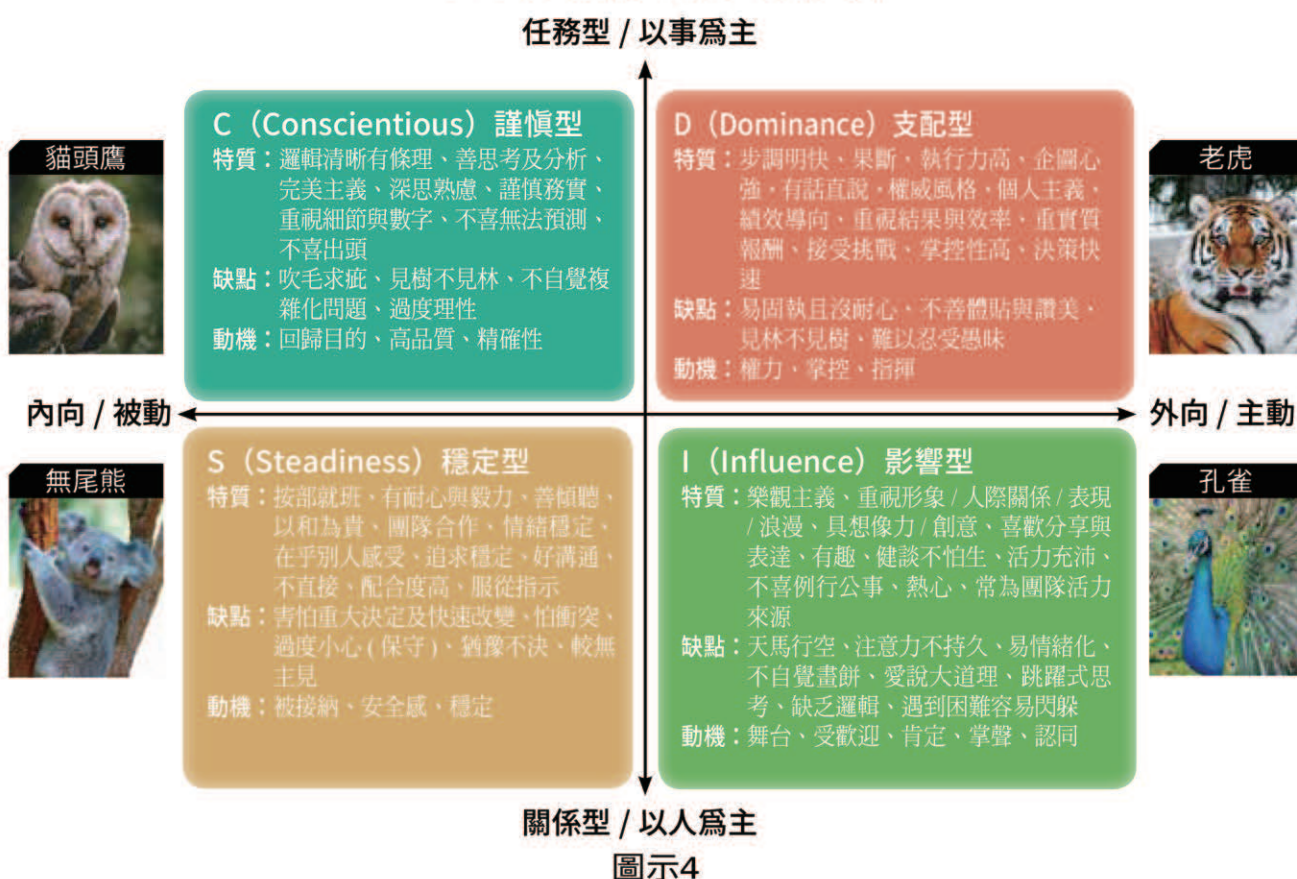 任務型 / 以事爲主
C（Conscientious）謹慎型
特質：邏輯清晰有條理、善思考及分析、
完美主義、深思熟慮、謹慎務實、
重視細節與數字、不喜無法預測、
不喜出頭
缺點：吹毛求疵、見樹不見林、不自覺複
雜化問題、過度理性
動機：回歸目的、高品質、精確性
貓頭鷹
D（Dominance）支配型
特質：步調明快、果斷，執行力高、企圖心
強，有話直說，權威風格，個人主義，
績效導向、重視結果與效率、重實質
報酬、接受挑戰、掌控性高、決策快
速
缺點：易固執且沒耐心、不善體貼與讚美、
見林不見樹、難以忍受愚昧
動機：權力，掌控、指揮
老虎
內向 / 被動
外向 / 主動
無尾熊
S（Steadiness）穩定型
特質：按部就班、有耐心與毅力、善傾聽、
以和為貴、團隊合作、情緒穩定、
在乎別人感受、追求穩定、好溝通、
不直接、配合度高、服從指示
缺點：害怕重大決定及快速改變、怕衝突、
過度小心 ( 保守 )、猶豫不決、較無
主見
動機：被接納、安全感、穩定
I（Influence）影響型
特質：樂觀主義、重視形象 / 人際關係 / 表現
/ 浪漫、具想像力 / 創意、喜歡分享與
表達、有趣、健談不怕生、活力充沛、
不喜例行公事、熱心、常為團隊活力
來源
缺點：天馬行空、注意力不持久、易情緒化、
不自覺畫餅、愛說大道理、跳躍式思
考、缺乏邏輯、遇到困難容易閃躲
動機：舞台、受歡迎、肯定、掌聲、認同
孔雀
關係型 / 以人爲主
圖示4